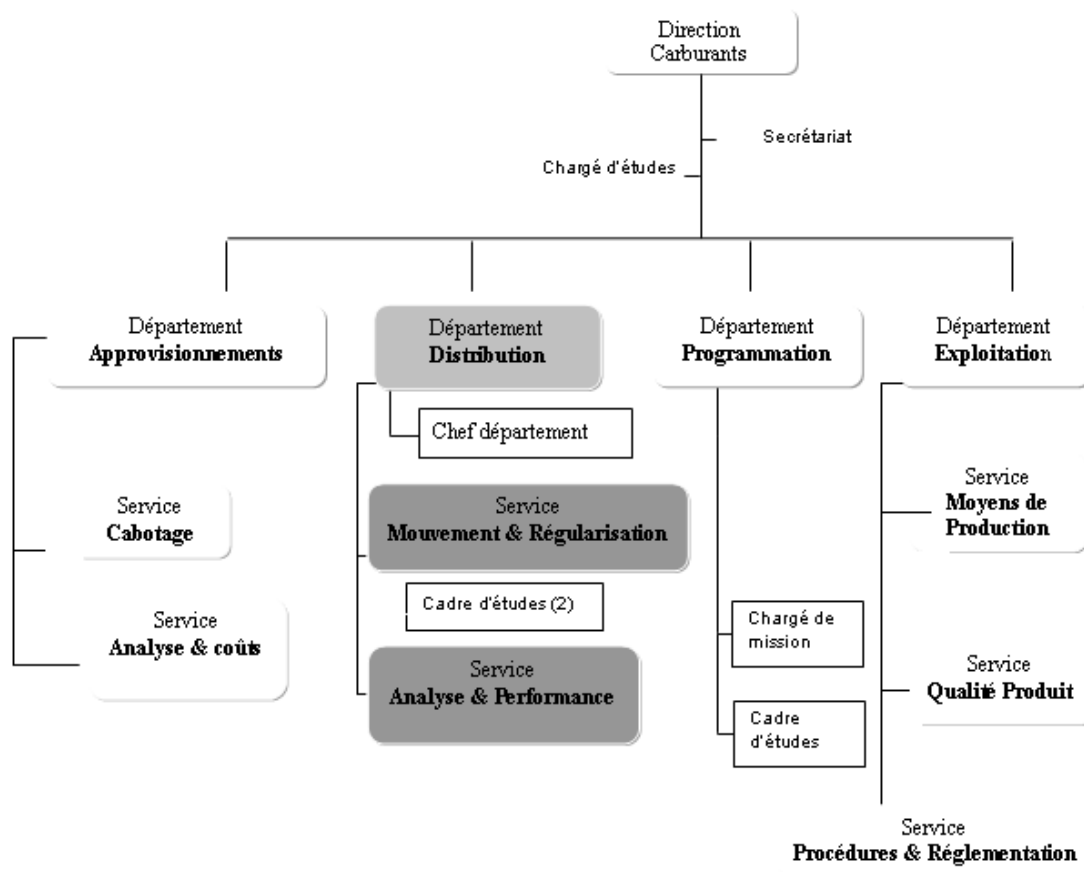 Direction
Carburants
Secrétariat
Chargé d'études
Département
Approvisionnements
Département
Distribution
Département
Programmation
Département
Exploitation
Chef département
Service
Cabotage
Service
Mouvement & Régularisation
Service
Moyens de
Production
Cadre d'études (2)
Service
Analyse & coûts
Chargé de
mission
Service
Analyse & Performance
Service
Qualité Produit
Cadre
d'études
Service
Procédures & Réglementation